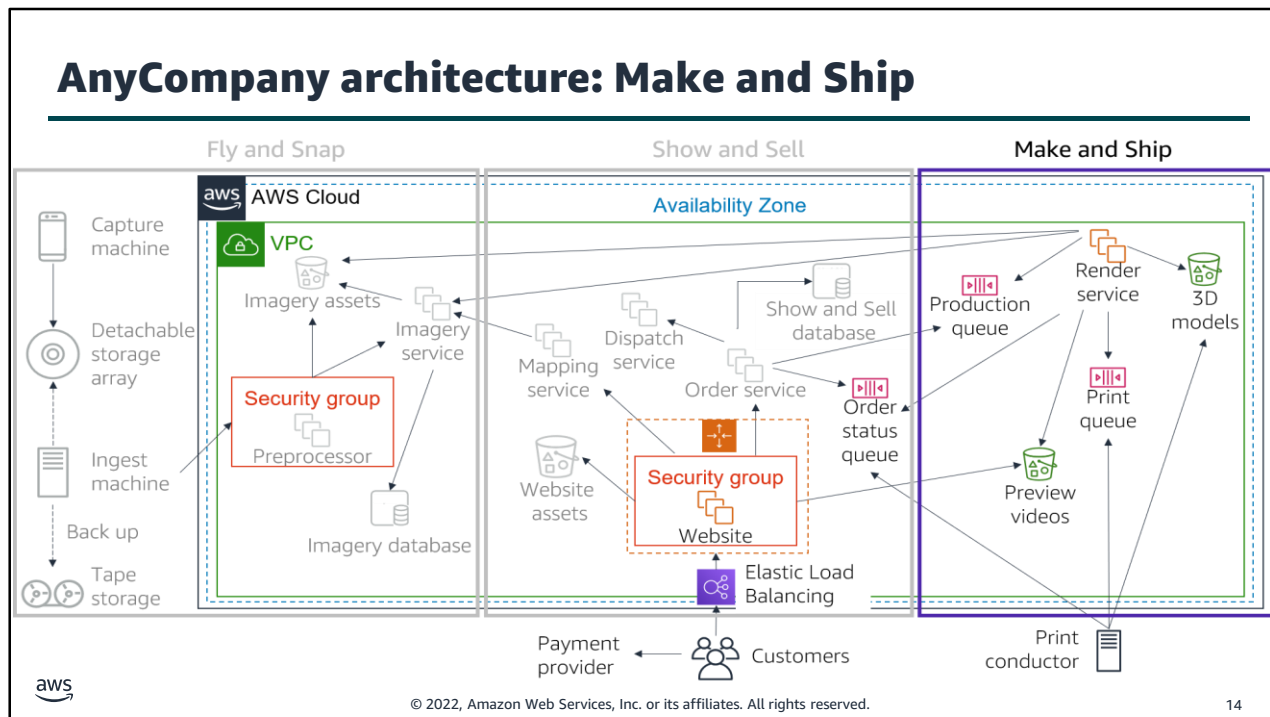 AnyCompany architecture: Make and Ship
Fly and Snap
Show and Sell
Make and Ship
aws
AWS Cloud
Availability Zone
VPC
Capture
machine
Detachable
storage
array
Ingest
machine
Back up
Tape
storage
Imagery assets
Imagery
service
Security group
Preprocessor
Imagery database
Mapping
service
Dispatch
service
Show and Sell
database
Order service
Order
status
queue
Website
assets
Security group
Website
Elastic Load
Balancing
Production
queue
Render
service
3D
models
Print
queue
Preview
videos
Payment
provider
Customers
Print
conductor
aws
© 2022, Amazon Web Services, Inc. or its affiliates. All rights reserved.
14